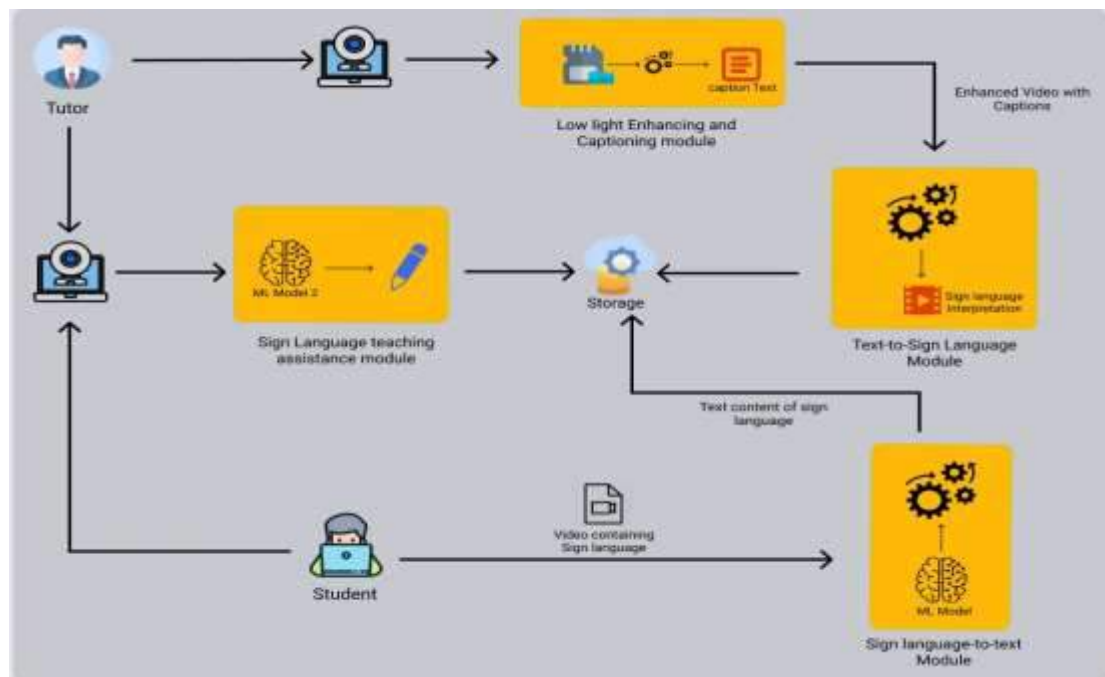 Tutor
caption Text
Low light Enhancing and
Captioning module
Enhanced Video with
Captions
ML Model 2
Sign Language teaching
assistance module
Storage
Sign language
Interpretation
Text-to-Sign Language
Module
Text content of sign
language
Video containing
Sign language
Student
ML Model
Sign language-to-text
Module